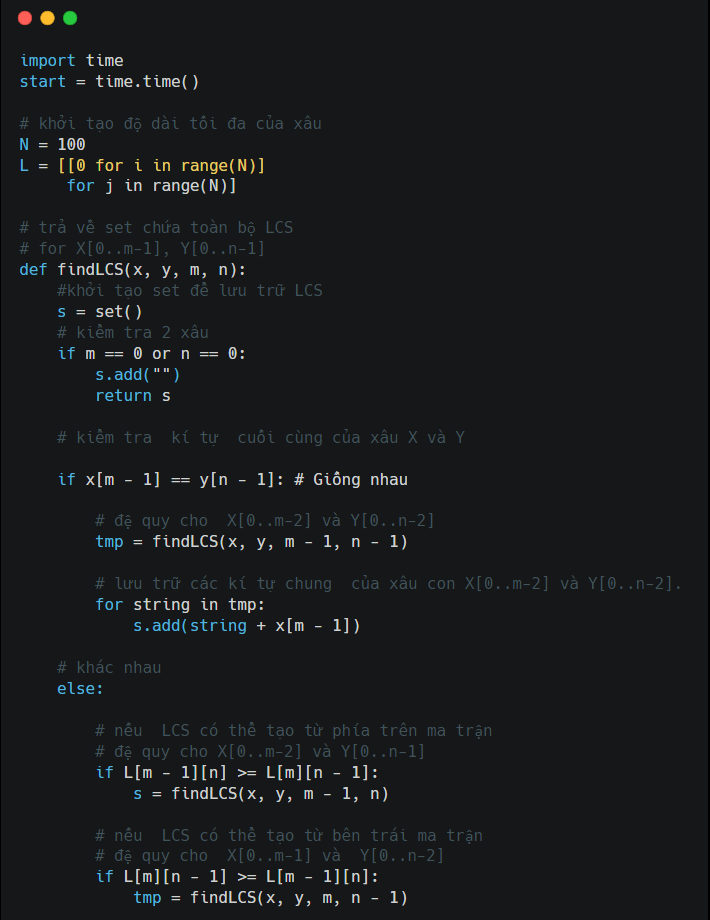 import time
start = time.time()
# khởi tạo độ dài tối đa của xâu
N = 100
L = [[0 for i in range(N)]
     for j in range(N)]
# trả về set chứa toàn bộ LCS
# for X[0..m-1], Y[0..n-1]
def findLCS(x, y, m, n):
    #khởi tạo set để lưu trữ LCS
    s = set()
    # kiểm tra 2 xâu
    if m == 0 or n == 0:
        s.add("")
        return s
    # kiểm tra  kí tự  cuối cùng của xâu X và Y
    if x[m - 1] == y[n - 1]: # Giống nhau
        # đệ quy cho  X[0..m-2] và Y[0..n-2]
        tmp = findLCS(x, y, m - 1, n - 1)
        # lưu trữ các kí tự chung  của xâu con X[0..m-2] và Y[0..n-2].
        for string in tmp:
            s.add(string + x[m - 1])
    # khác nhau
    else:
        # nếu  LCS có thể tạo từ phía trên ma trận
        # đệ quy cho X[0..m-2] và Y[0..n-1]
        if L[m - 1][n] >= L[m][n - 1]:
            s = findLCS(x, y, m - 1, n)
        # nếu  LCS có thể tạo từ bên trái ma trận
        # đệ quy cho  X[0..m-1] và  Y[0..n-2]
        if L[m][n - 1] >= L[m - 1][n]:
            tmp = findLCS(x, y, m, n - 1)